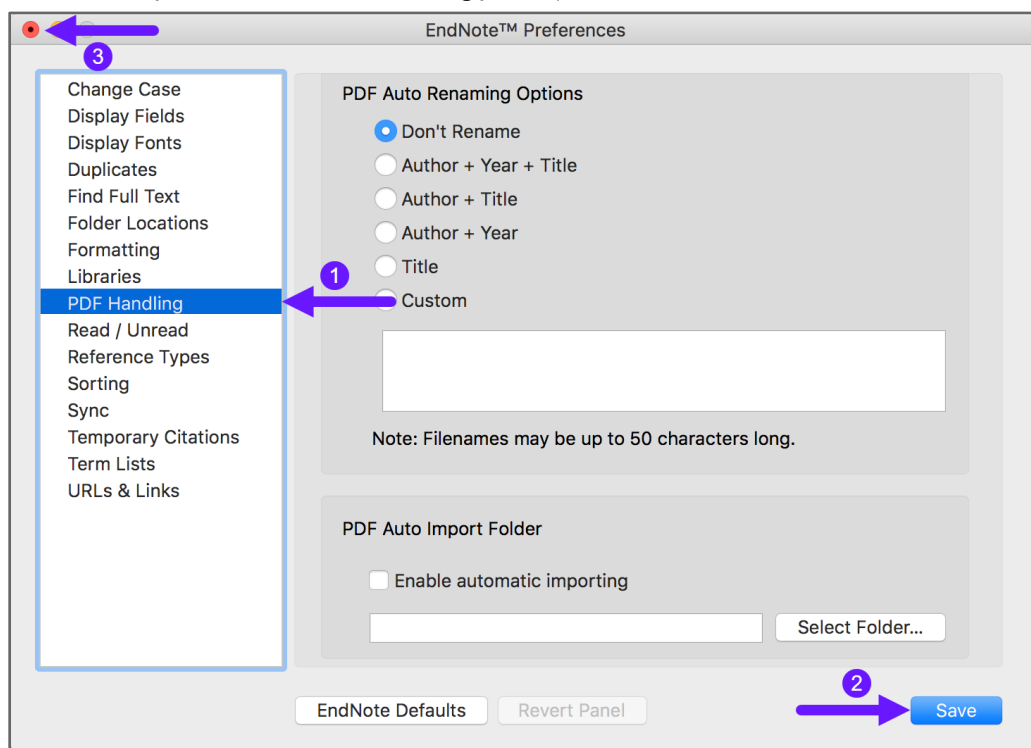 EndNote™ Preferences
3
Change Case
Display Fields
Display Fonts
Duplicates
Find Full Text
Folder Locations
Formatting
Libraries
PDF Handling
Read / Unread
Reference Types
Sorting
Sync
Temporary Citations
Term Lists
URLs & Links
1
PDF Auto Renaming Options
Don't Rename
Author + Year + Title
Author + Title
Author + Year
Title
Custom
Note: Filenames may be up to 50 characters long.
PDF Auto Import Folder
Enable automatic importing
Select Folder...
2
EndNote Defaults
Revert Panel
Save